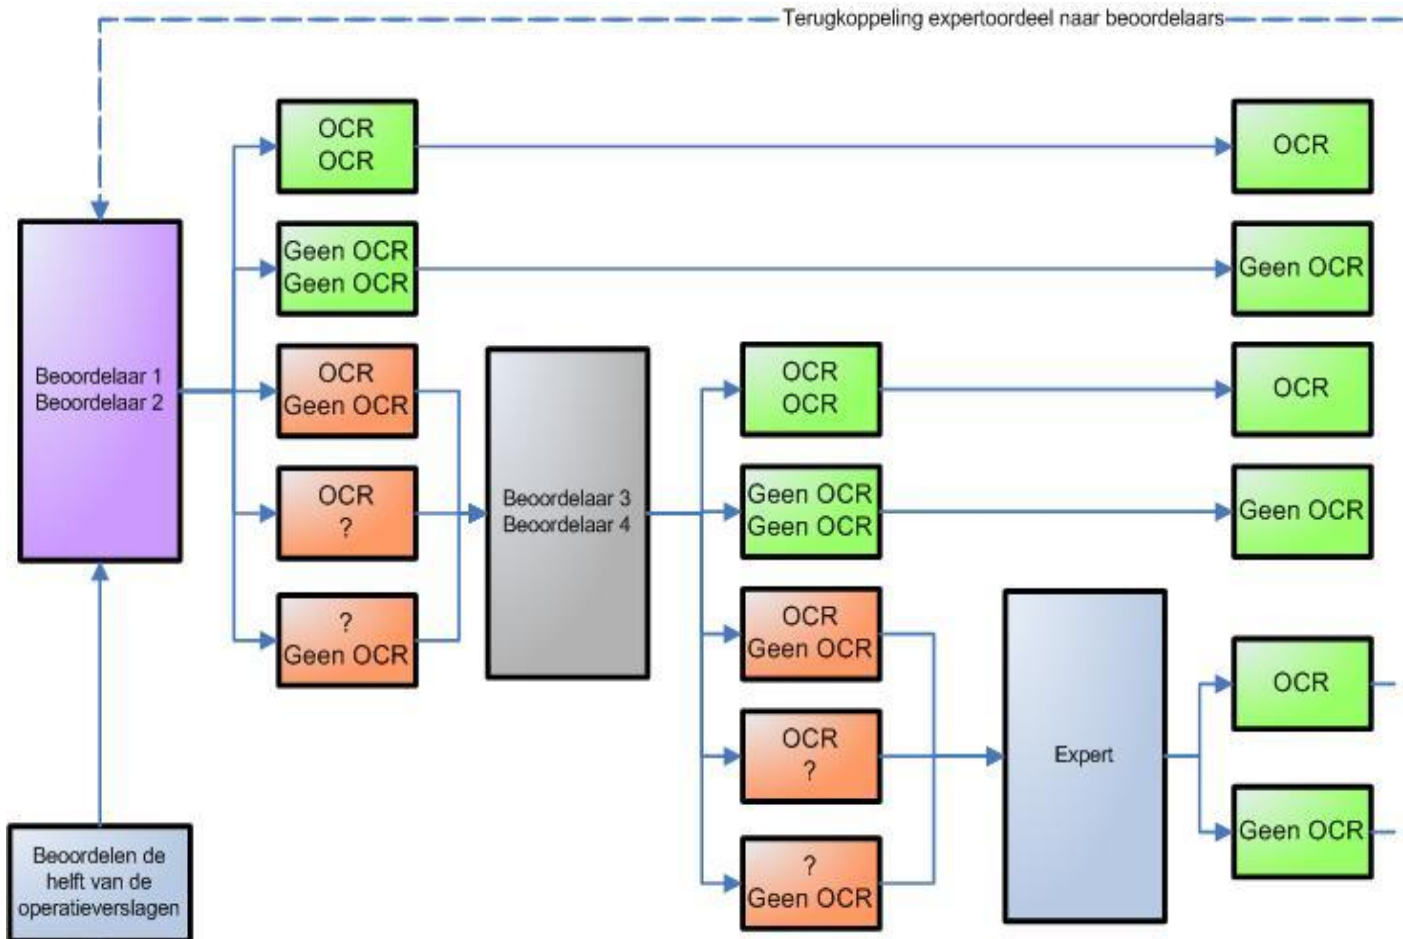 Terugkoppeling expertoordeel naar beoordelaars
OCR
OCR
OCR
Geen OCR
Geen OCR
Geen OCR
Beoordelaar 1
Beoordelaar 2
OCR
Geen OCR
OCR
?
?
Geen OCR
Beoordelaar 3
Beoordelaar 4
OCR
OCR
OCR
Geen OCR
Geen OCR
Geen OCR
OCR
Geen OCR
OCR
?
?
Geen OCR
Expert
OCR
Geen OCR
Beoordelen de
helft van de
operatieverslagen